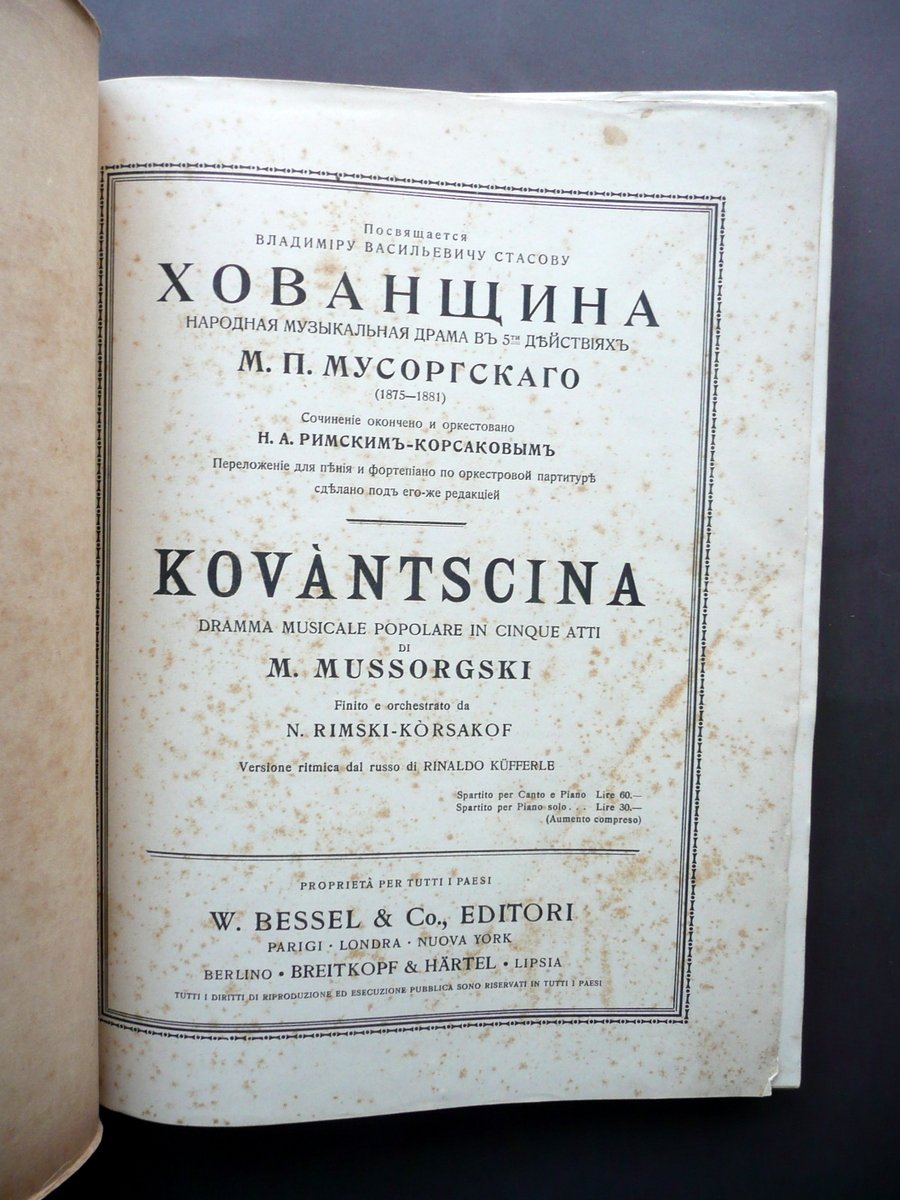 Посвящается
ВЛАДИМІРУ ВАСИЛЬЕВИЧУ СТАСОВУ
ХОВАНЩИНА
НАРОДНАЯ МУЗЫКАЛЬНАЯ ДРАМА ВЪ 5ТИ ДѢЙСТВІЯХЪ
М. П. МУСОРГСКАГО
(1875—1881)
Сочиненіе окончено и оркестовано
Н. А. РИМСКИМЪ-КОРСАКОВЫМЪ
Переложеніе для пѣнія и фортепіано по оркестровой партитурѣ
сдѣлано подъ его-же редакціей
KOVÀNTSCINA
DRAMMA MUSICALE POPOLARE IN CINQUE ATTI
DI
M. MUSSORGSKI
Finito e orchestrato da
N. RIMSKI-KÒRSAKOF
Versione ritmica dal russo di RINALDO KÜFFERLE
Spartito per Canto e Piano Lire 60.—
Spartito per Piano solo . . . Lire 30.—
(Aumento compreso)
PROPRIETÀ PER TUTTI I PAESI
W. BESSEL & Co., EDITORI
PARIGI · LONDRA · NUOVA YORK
BERLINO • BREITKOPF & HÄRTEL • LIPSIA
TUTTI I DIRITTI DI RIPRODUZIONE ED ESECUZIONE PUBBLICA SONO RISERVATI IN TUTTI I PAESI